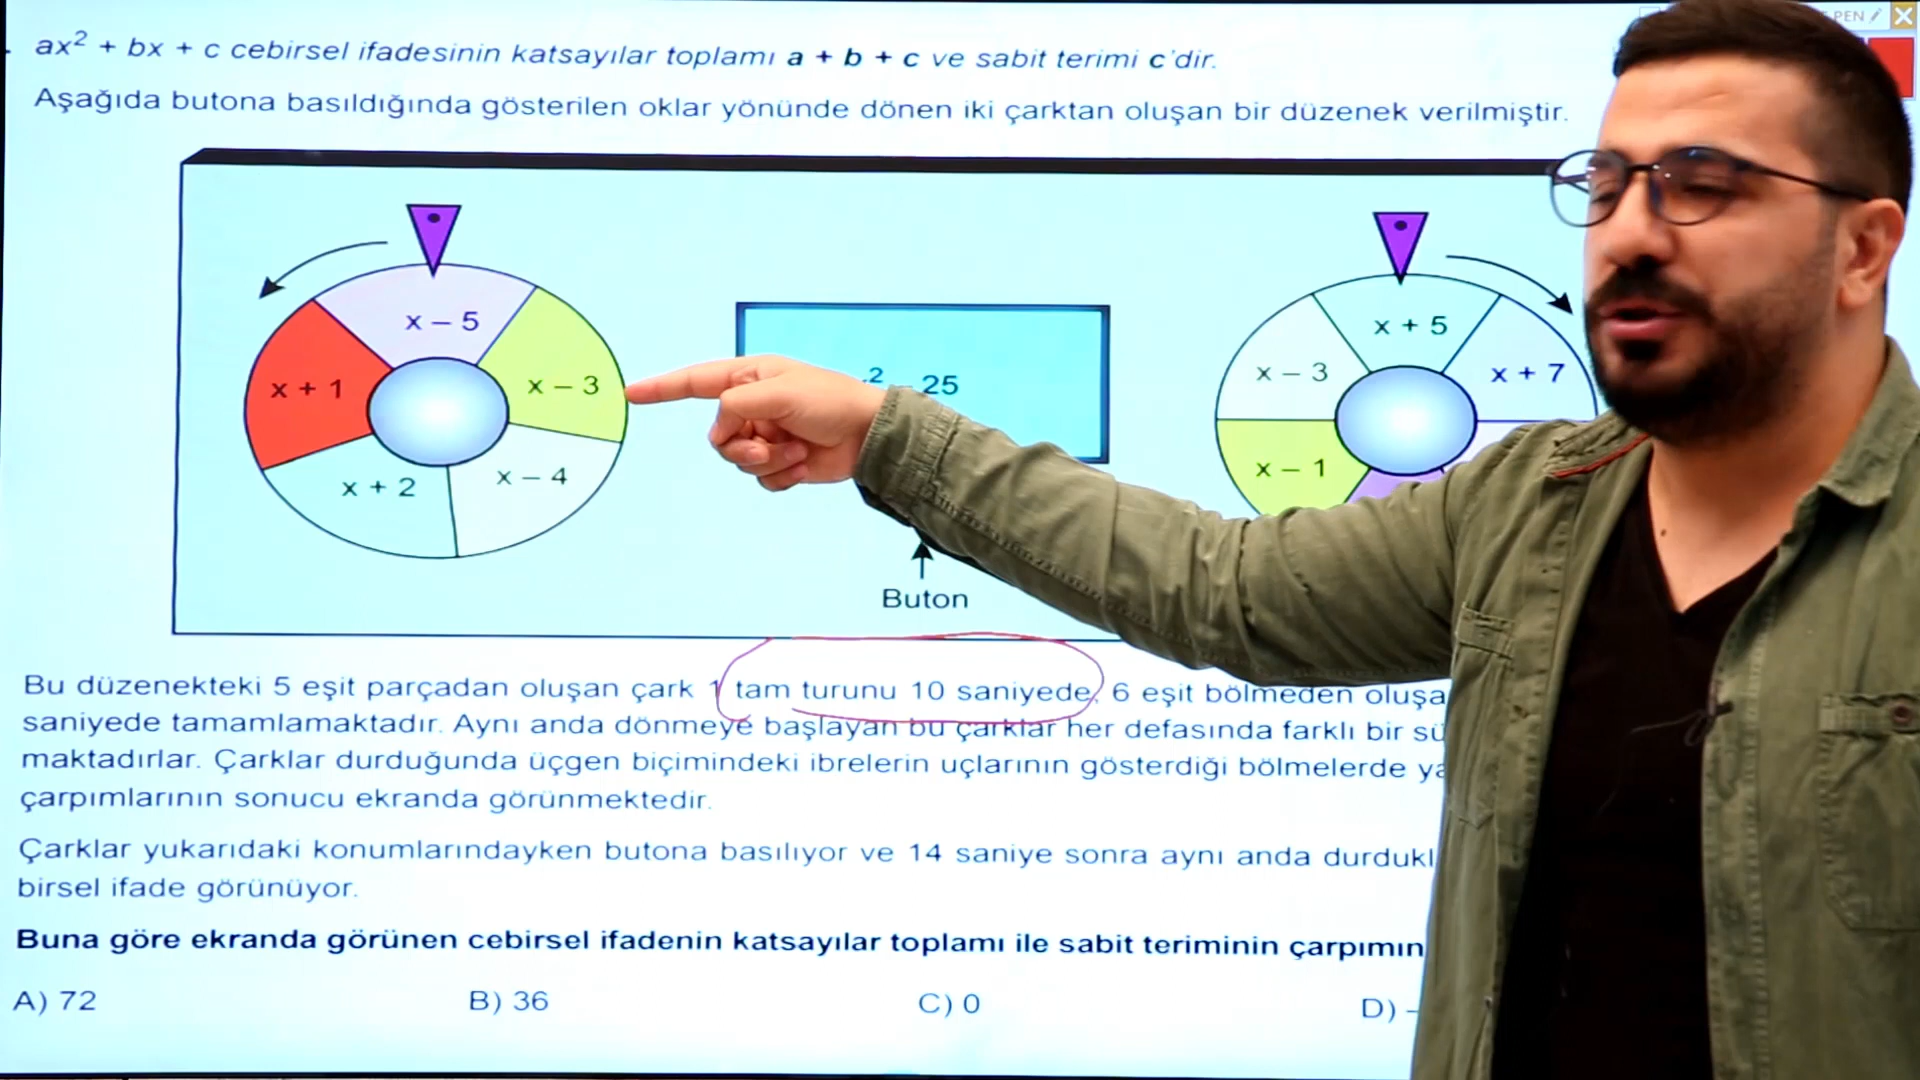 PEN
ax² + bx + c cebirsel ifadesinin katsayılar toplamı a + b + c ve sabit terimi c'dir.
Aşağıda butona basıldığında gösterilen oklar yönünde dönen iki çarktan oluşan bir düzenek verilmiştir.
x – 5
x + 1
x – 3
x + 2
x – 4
² – 25
x + 5
x – 3
x + 7
x – 1
Buton
Bu düzenekteki 5 eşit parçadan oluşan çark 1 tam turunu 10 saniyede, 6 eşit bölmeden
saniyede tamamlamaktadır. Aynı anda dönmeye başlayan bu çarklar her defasında farklı bir
maktadırlar. Çarklar durduğunda üçgen biçimindeki ibrelerin uçlarının gösterdiği bölmelerde
çarpımlarının sonucu ekranda görünmektedir.
Çarklar yukarıdaki konumlarındayken butona basılıyor ve 14 saniye sonra aynı anda
birsel ifade görünüyor.
Buna göre ekranda görünen cebirsel ifadenin katsayılar toplamı ile sabit teriminin
A) 72
B) 36
C) 0
D) -